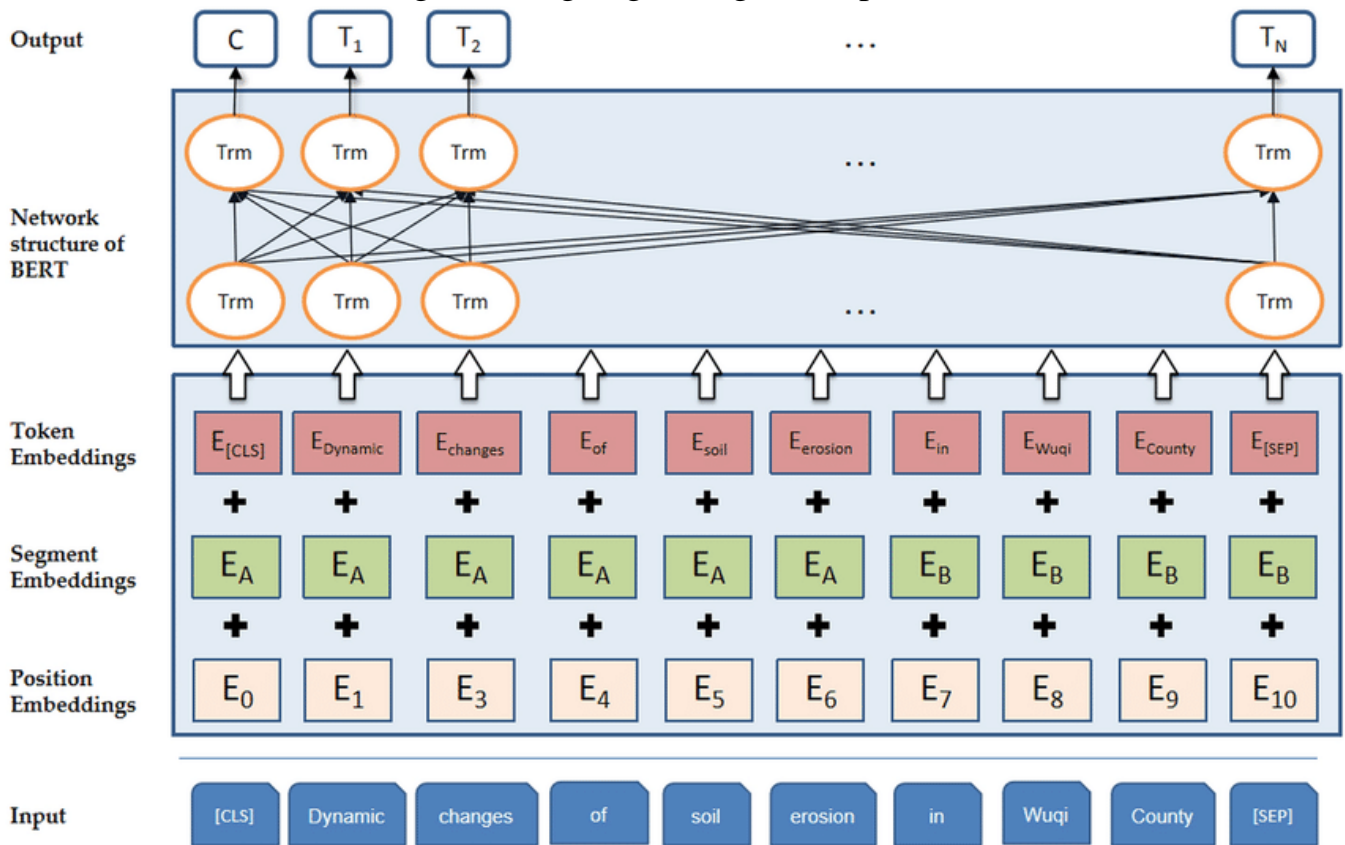 Output C T1 T2 ... TN
Trm Trm Trm ... Trm
Network
structure of
BERT
Trm Trm Trm ... Trm
Token
Embeddings
E[CLS] EDynamic Echanges Eof Esoil Eerosion Ein EWuqi ECounty E[SEP]
+ + + + + + + + + +
Segment
Embeddings
EA EA EA EA EA EA EB EB EB EB
+ + + + + + + + + +
Position
Embeddings
E0 E1 E3 E4 E5 E6 E7 E8 E9 E10
Input [CLS] Dynamic changes of soil erosion in Wuqi County [SEP]